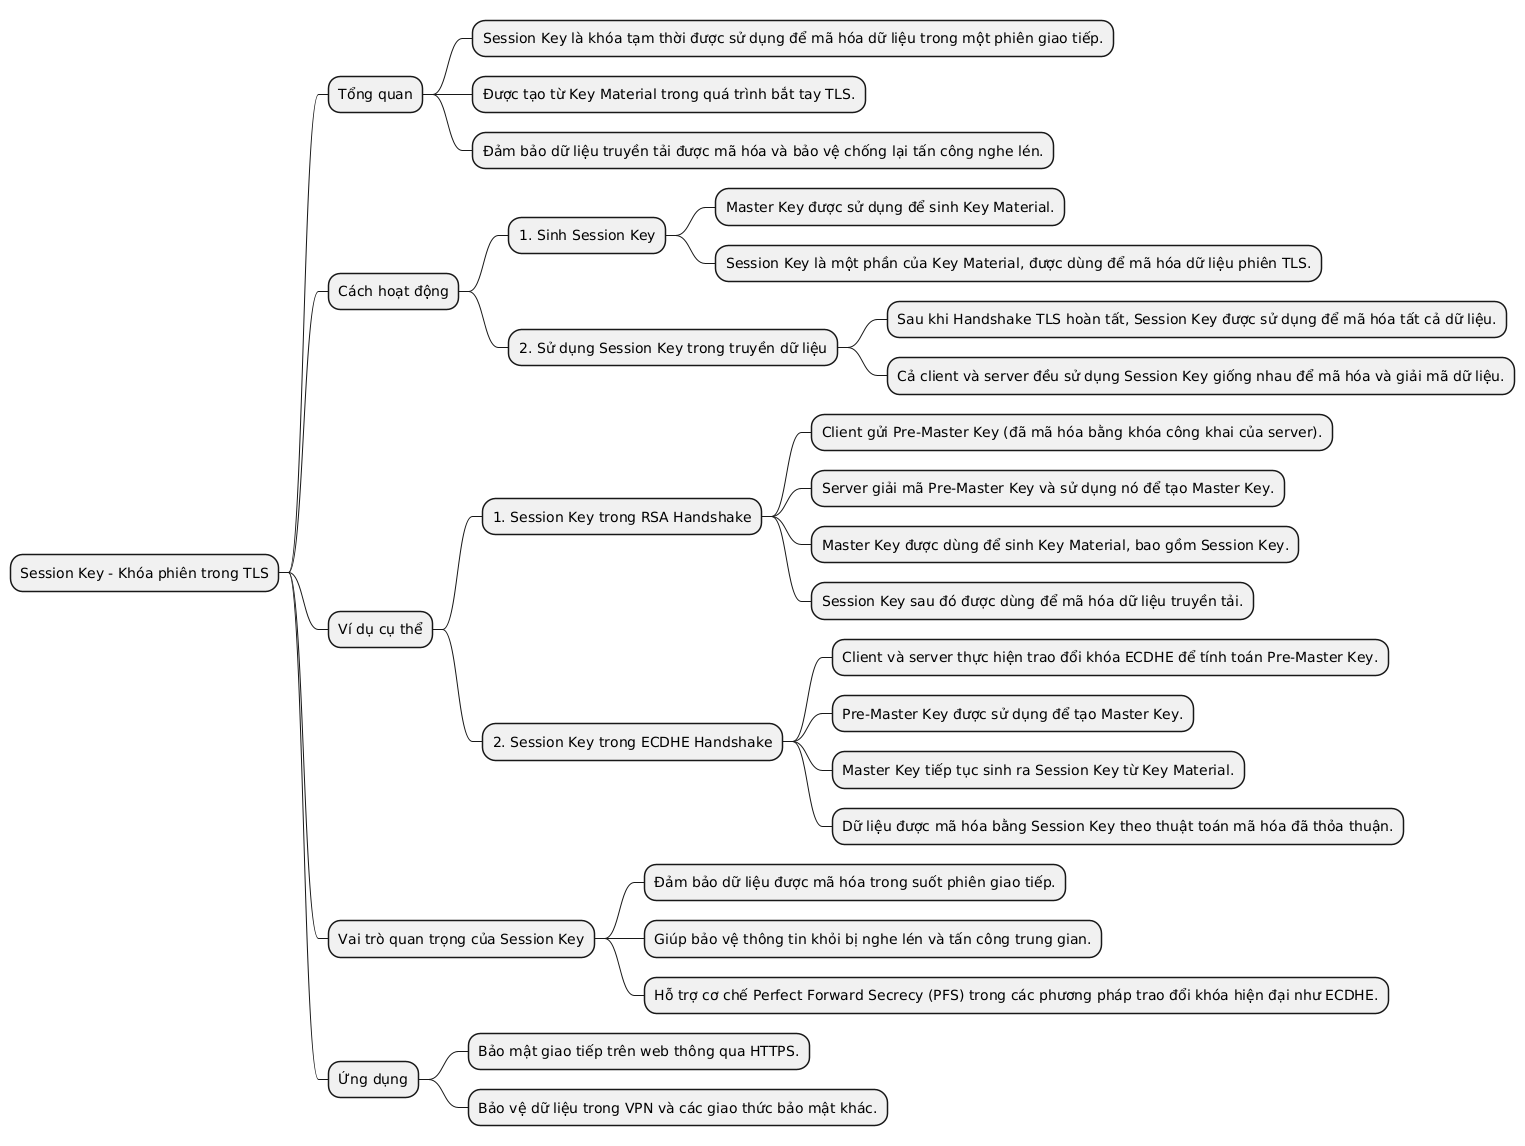 Session Key - Khóa phiên trong TLS
Tổng quan
Session Key là khóa tạm thời được sử dụng để mã hóa dữ liệu trong một phiên giao tiếp.
Được tạo từ Key Material trong quá trình bắt tay TLS.
Đảm bảo dữ liệu truyền tải được mã hóa và bảo vệ chống lại tấn công nghe lén.
Cách hoạt động
1. Sinh Session Key
Master Key được sử dụng để sinh Key Material.
Session Key là một phần của Key Material, được dùng để mã hóa dữ liệu phiên TLS.
2. Sử dụng Session Key trong truyền dữ liệu
Sau khi Handshake TLS hoàn tất, Session Key được sử dụng để mã hóa tất cả dữ liệu.
Cả client và server đều sử dụng Session Key giống nhau để mã hóa và giải mã dữ liệu.
Ví dụ cụ thể
1. Session Key trong RSA Handshake
Client gửi Pre-Master Key (đã mã hóa bằng khóa công khai của server).
Server giải mã Pre-Master Key và sử dụng nó để tạo Master Key.
Master Key được dùng để sinh Key Material, bao gồm Session Key.
Session Key sau đó được dùng để mã hóa dữ liệu truyền tải.
2. Session Key trong ECDHE Handshake
Client và server thực hiện trao đổi khóa ECDHE để tính toán Pre-Master Key.
Pre-Master Key được sử dụng để tạo Master Key.
Master Key tiếp tục sinh ra Session Key từ Key Material.
Dữ liệu được mã hóa bằng Session Key theo thuật toán mã hóa đã thỏa thuận.
Vai trò quan trọng của Session Key
Đảm bảo dữ liệu được mã hóa trong suốt phiên giao tiếp.
Giúp bảo vệ thông tin khỏi bị nghe lén và tấn công trung gian.
Hỗ trợ cơ chế Perfect Forward Secrecy (PFS) trong các phương pháp trao đổi khóa hiện đại như ECDHE.
Ứng dụng
Bảo mật giao tiếp trên web thông qua HTTPS.
Bảo vệ dữ liệu trong VPN và các giao thức bảo mật khác.